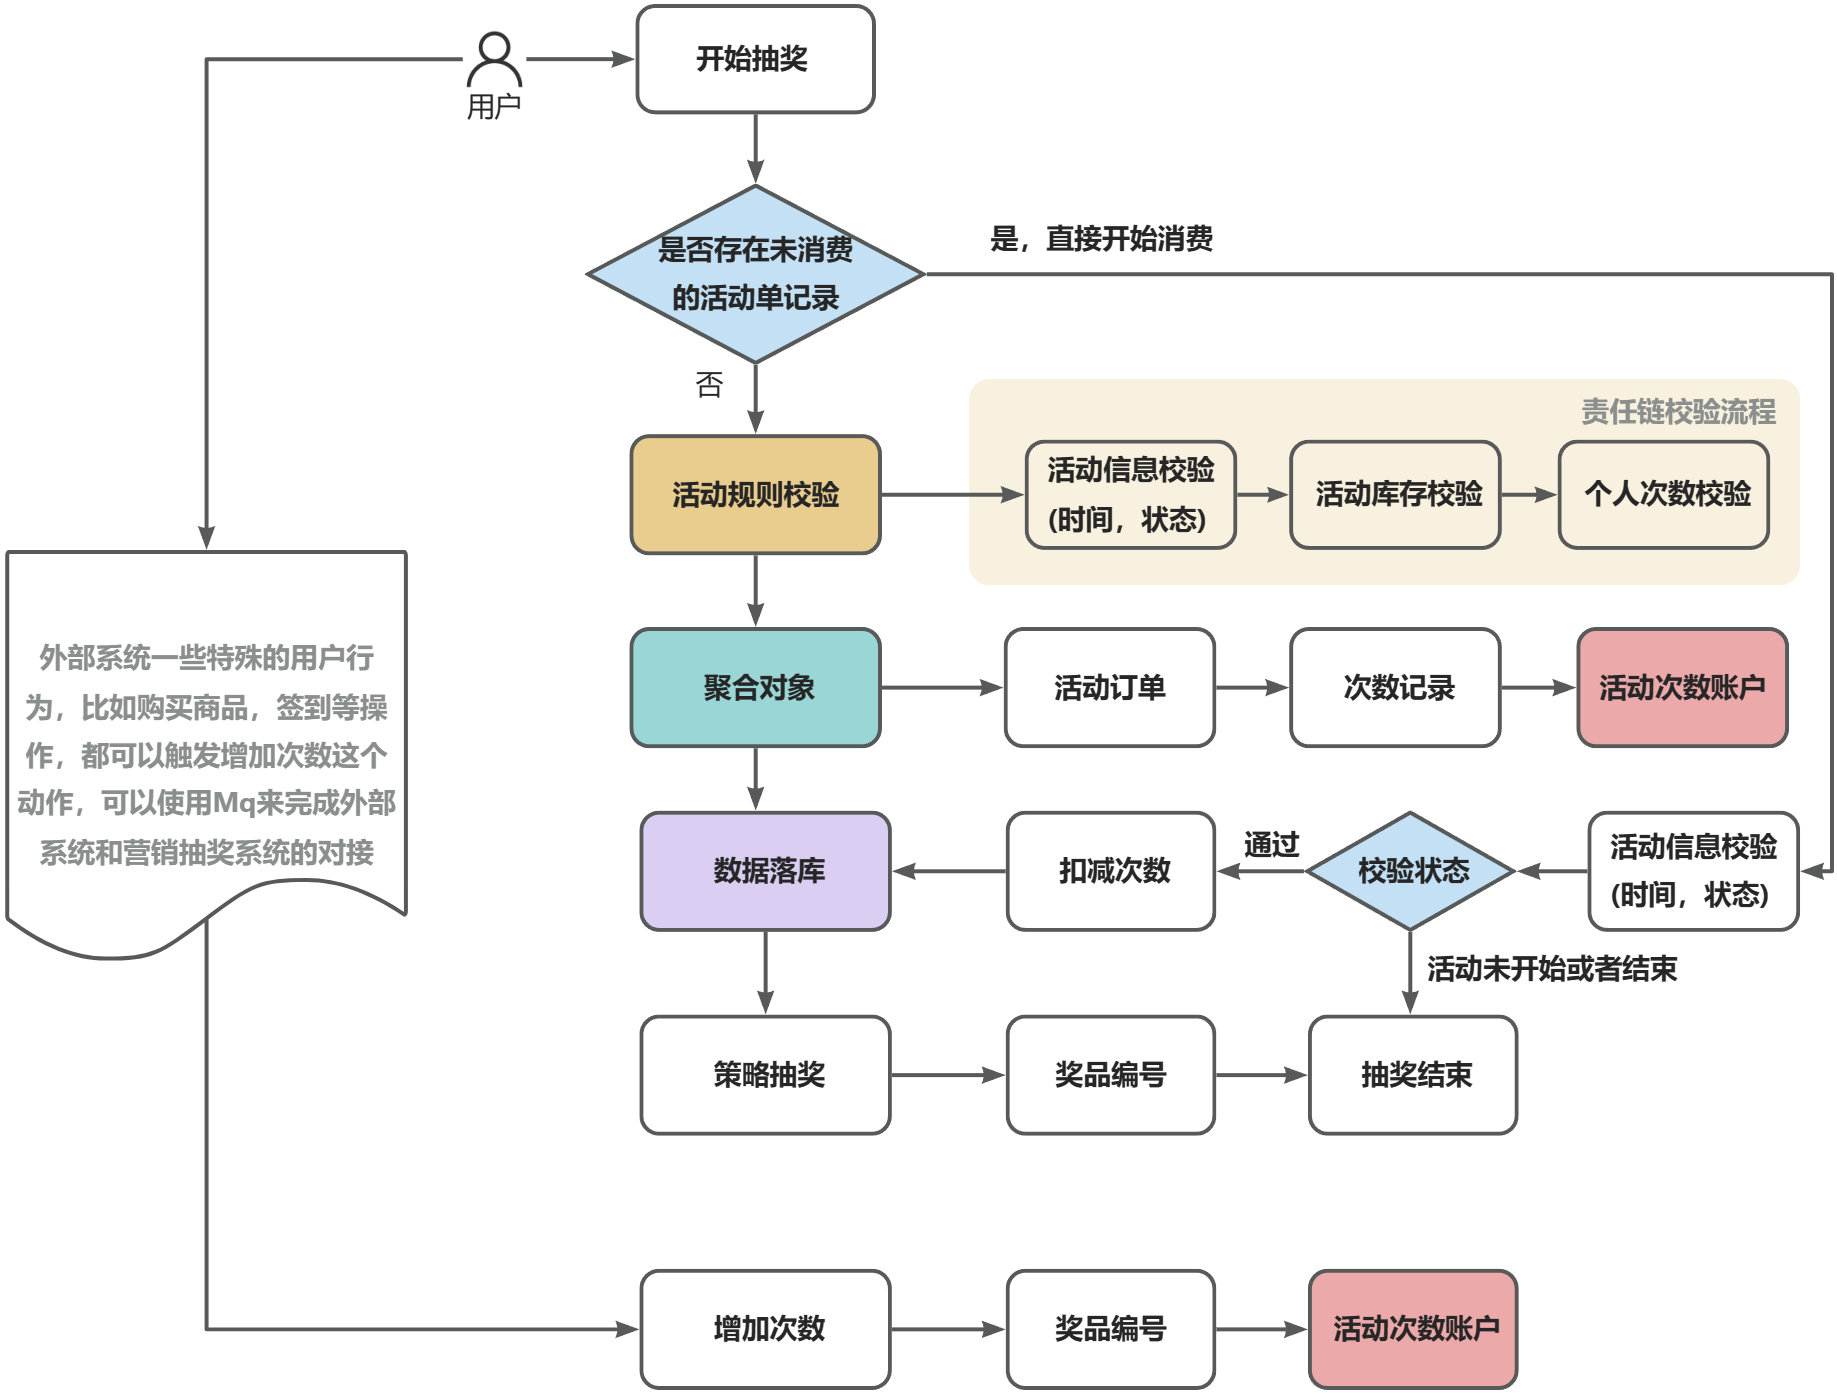 开始抽奖
用户
是否存在未消费
的活动单记录
是，直接开始消费
否
责任链校验流程
活动规则校验
活动信息校验
(时间，状态)
活动库存校验
个人次数校验
外部系统一些特殊的用户行
为，比如购买商品，签到等操
作，都可以触发增加次数这个
动作，可以使用Mq来完成外部
系统和营销抽奖系统的对接
聚合对象
活动订单
次数记录
活动次数账户
数据落库
扣减次数
通过
校验状态
活动信息校验
(时间，状态)
活动未开始或者结束
策略抽奖
奖品编号
抽奖结束
增加次数
奖品编号
活动次数账户